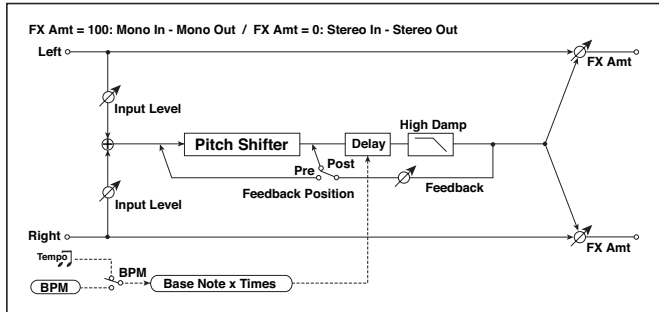 FX Amt = 100: Mono In - Mono Out / FX Amt = 0: Stereo In - Stereo Out
Left
FX Amt
Input Level
High Damp
Pitch Shifter
Delay
Post
Pre
Feedback
Feedback Position
Input Level
Right
FX Amt
Tempo
BPM
BPM
Base Note x Times